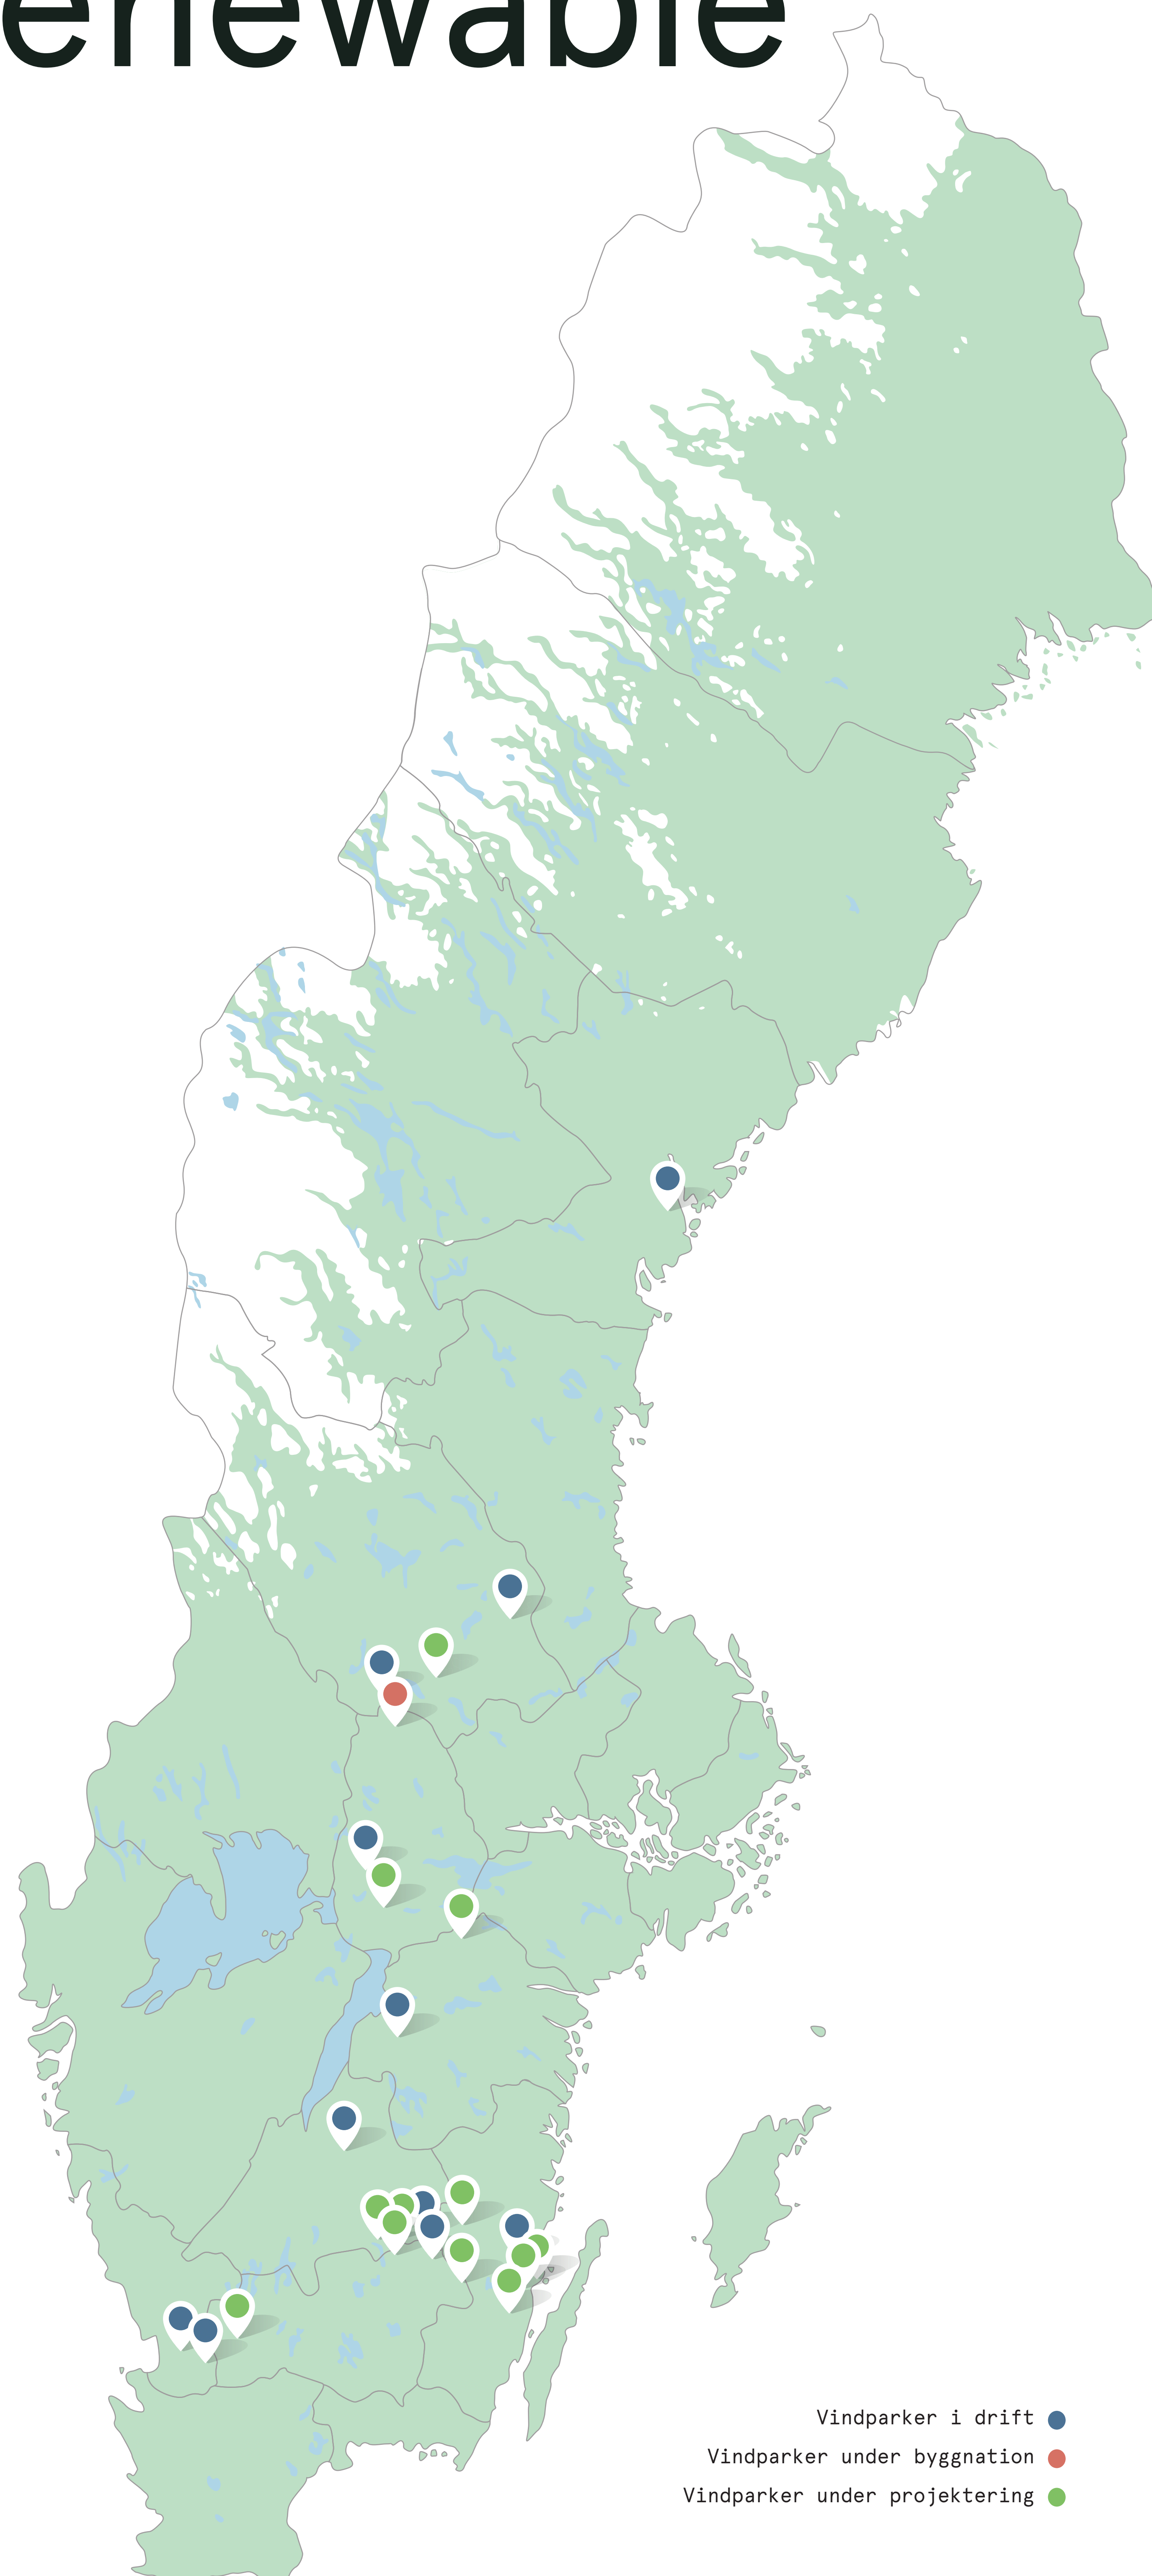 enewable
Vindparker i drift
Vindparker under byggnation
Vindparker under projektering